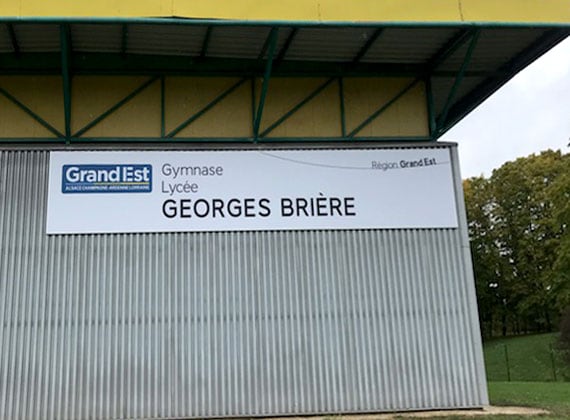 Grand Est
ALSACE CHAMPAGNE-ARDENNE LORRAINE
Gymnase
Lycée
GEORGES BRIÈRE
Région Grand Est